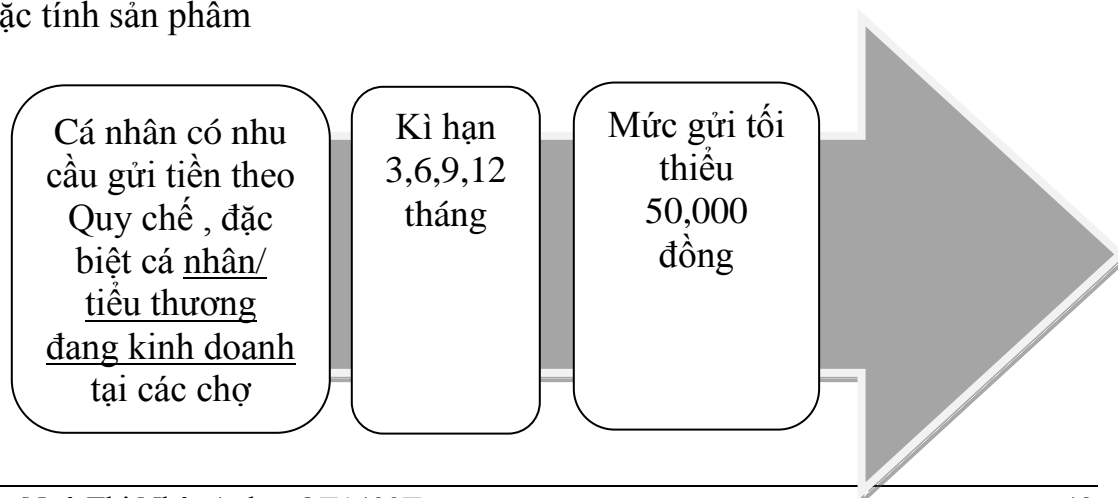 ặc tính sản phẩm
Cá nhân có nhu
cầu gửi tiền theo
Quy chế , đặc
biệt cá nhân/
tiểu thương
đang kinh doanh
tại các chợ
Kì hạn
3,6,9,12
tháng
Mức gửi tối
thiểu
50,000
đồng